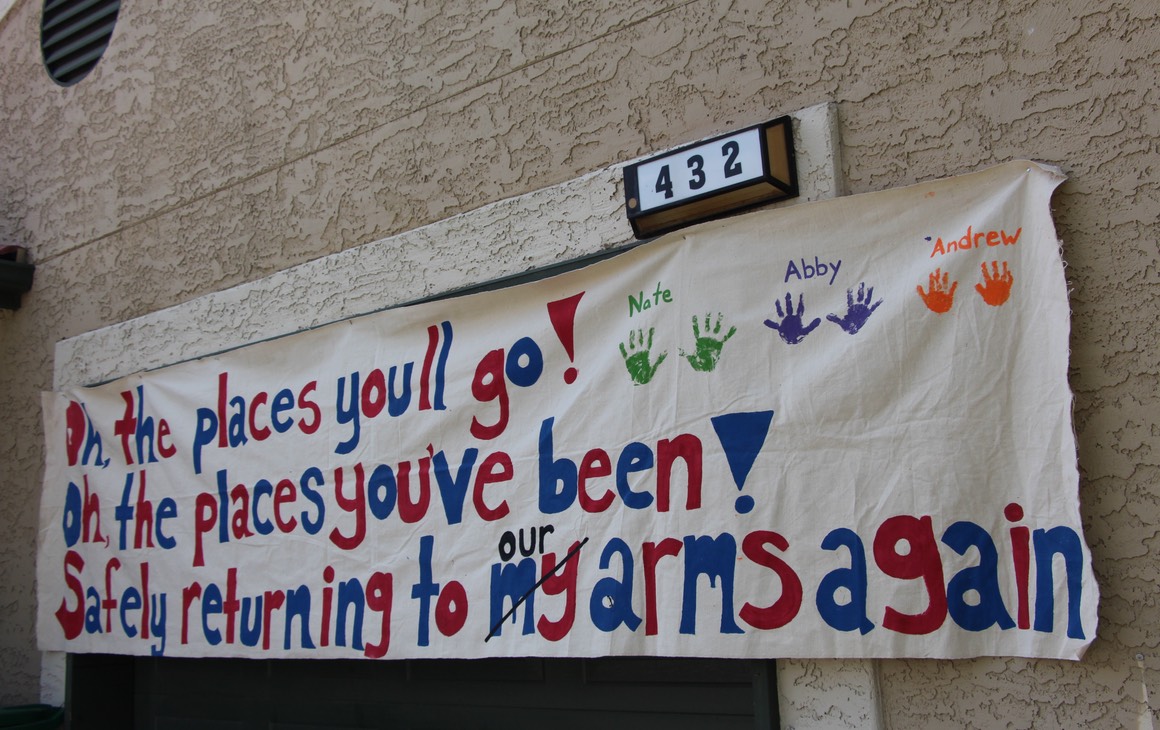 432
Nate
Abby
Andrew
Oh, the places you'll go!
Oh, the places you've been!
our
Safely returning to my arms again